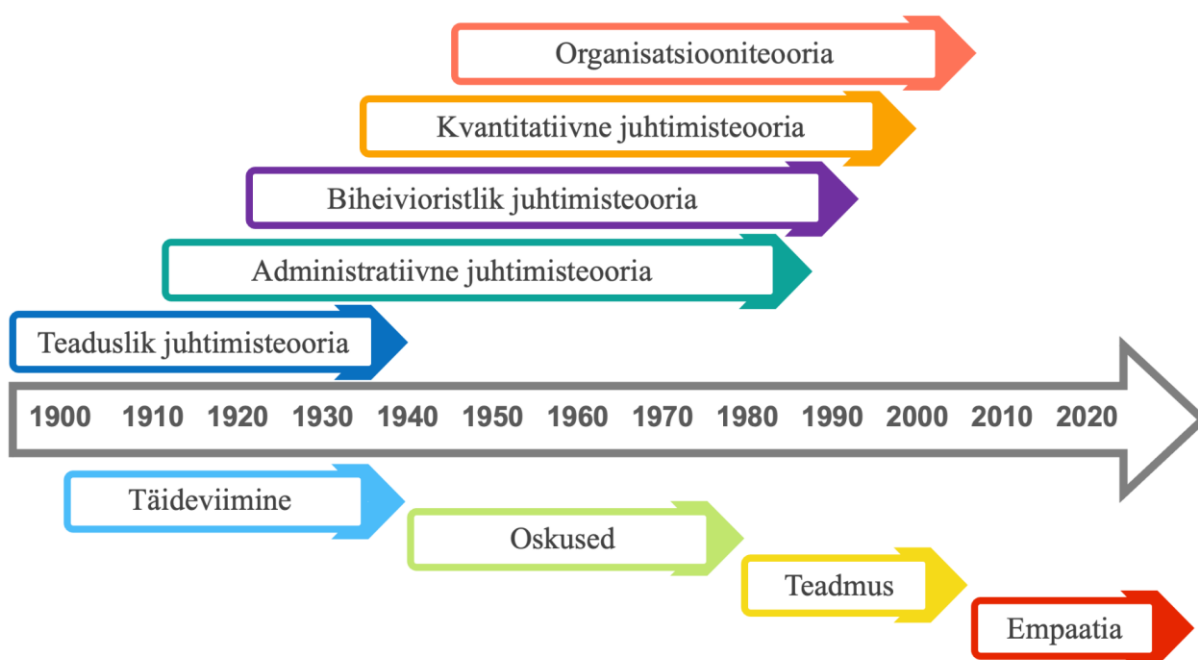 Organisatsiooniteooria
Kvantitatiivne juhtimisteooria
Biheivioristlik juhtimisteooria
Administratiivne juhtimisteooria
Teaduslik juhtimisteooria
1900 1910 1920 1930 1940 1950 1960 1970 1980 1990 2000 2010 2020
Täideviimine
Oskused
Teadmus
Empaatia